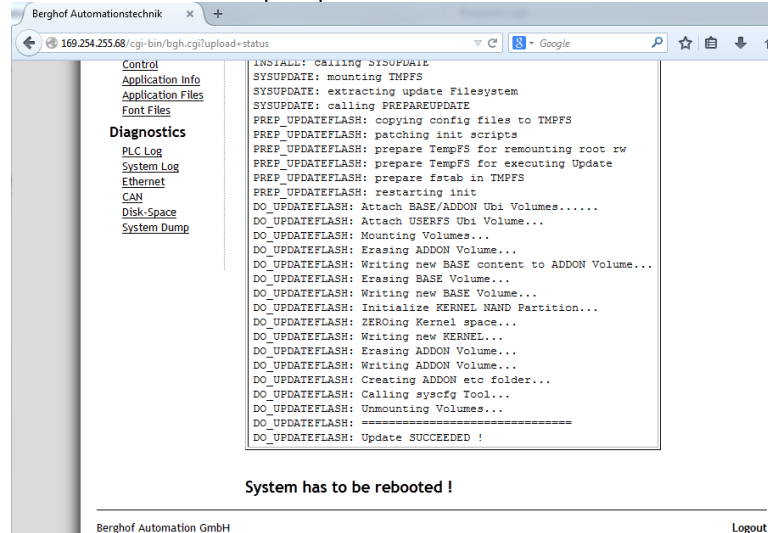 Berghof Automationstechnik × +
169.254.255.68/cgi-bin/bgh.cgi?upload+status
8 - Google
Control
Application Info
Application Files
Font Files
Diagnostics
PLC Log
System Log
Ethernet
CAN
Disk-Space
System Dump
INSTALL: calling SYSUPDATE
SYSUPDATE: mounting TMPFS
SYSUPDATE: extracting update Filesystem
SYSUPDATE: calling PREPAREUPDATE
PREP_UPDATEFLASH: copying config files to TMPFS
PREP_UPDATEFLASH: patching init scripts
PREP_UPDATEFLASH: prepare TempFS for remounting root rw
PREP_UPDATEFLASH: prepare TempFS for executing Update
PREP_UPDATEFLASH: prepare fstab in TMPFS
PREP_UPDATEFLASH: restarting init
DO_UPDATEFLASH: Attach BASE/ADDON Ubi Volumes......
DO_UPDATEFLASH: Attach USERFS Ubi Volume...
DO_UPDATEFLASH: Mounting Volumes...
DO_UPDATEFLASH: Erasing ADDON Volume...
DO_UPDATEFLASH: Writing new BASE content to ADDON Volume...
DO_UPDATEFLASH: Erasing BASE Volume...
DO_UPDATEFLASH: Writing new BASE Volume...
DO_UPDATEFLASH: Initialize KERNEL NAND Partition...
DO_UPDATEFLASH: ZEROing Kernel space...
DO_UPDATEFLASH: Writing new KERNEL...
DO_UPDATEFLASH: Erasing ADDON Volume...
DO_UPDATEFLASH: Writing ADDON Volume...
DO_UPDATEFLASH: Creating ADDON etc folder...
DO_UPDATEFLASH: Calling syscfg Tool...
DO_UPDATEFLASH: Unmounting Volumes...
DO_UPDATEFLASH: ==============================
DO_UPDATEFLASH: Update SUCCEEDED !
System has to be rebooted !
Berghof Automation GmbH Logout